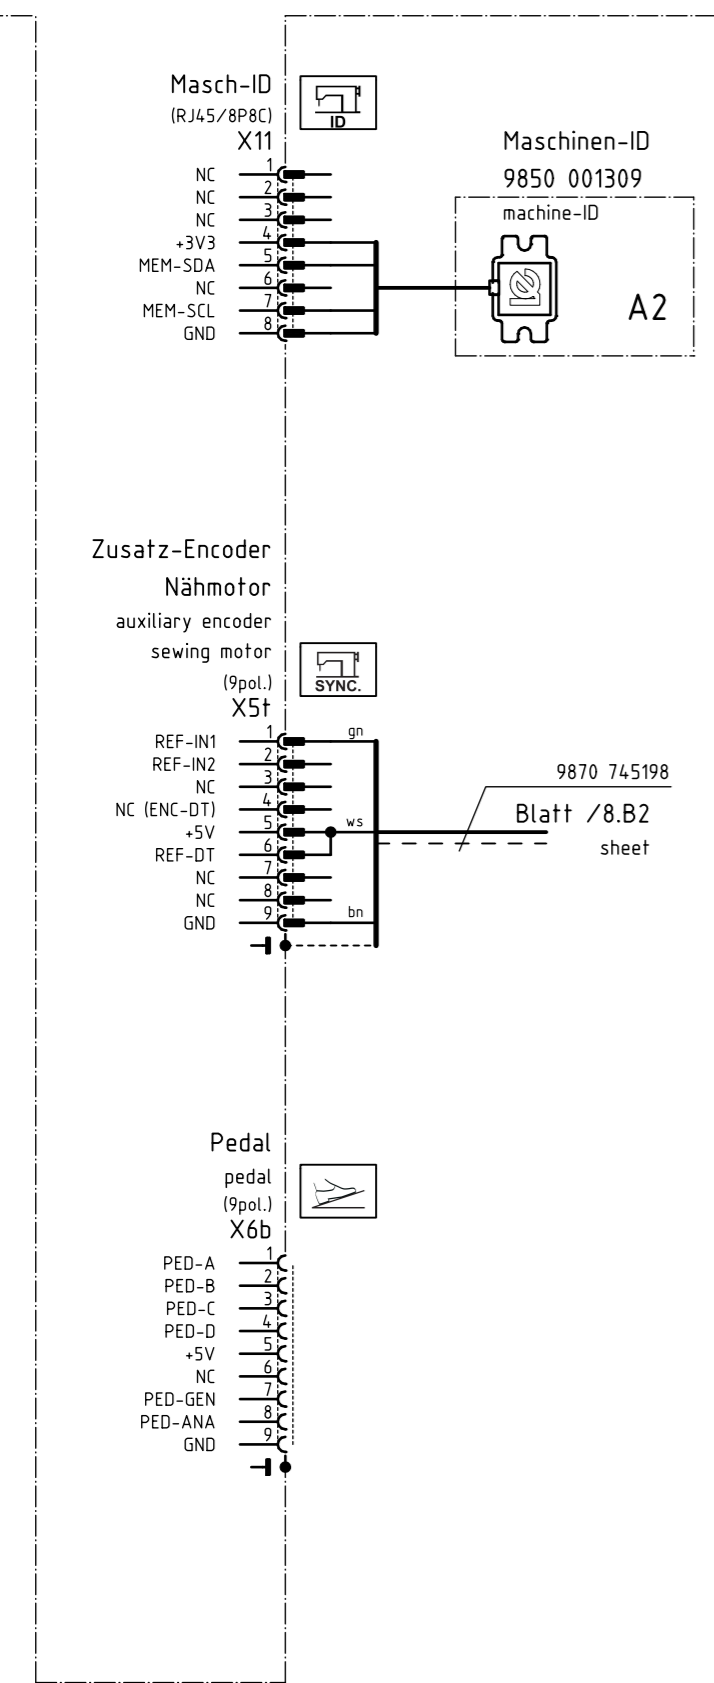 Masch-ID
(RJ45/8P8C)
ID
X11
1
NC
2
NC
3
NC
4
+3V3
5
MEM-SDA
6
NC
7
MEM-SCL
8
GND
Maschinen-ID
9850 001309
machine-ID
A2
Zusatz-Encoder
Nähmotor
auxiliary encoder
sewing motor
(9pol.)
SYNC.
X5t
1
REF-IN1 gn
2
REF-IN2
3
NC
4
NC (ENC-DT)
5
+5V ws
6
REF-DT
7
NC
8
NC
9
GND bn
9870 745198
Blatt /8.B2
sheet
Pedal
pedal
(9pol.)
X6b
1
PED-A
2
PED-B
3
PED-C
4
PED-D
5
+5V
6
NC
7
PED-GEN
8
PED-ANA
9
GND